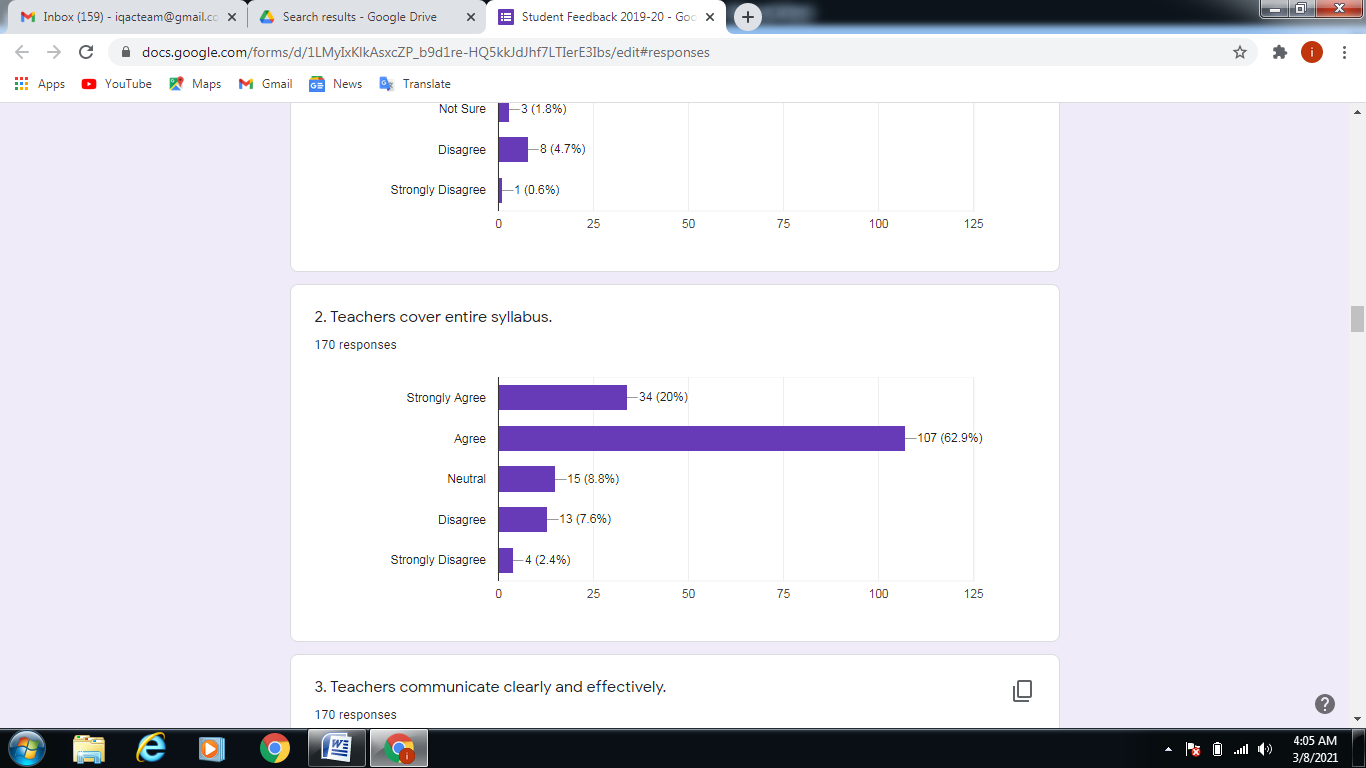 Inbox (159) - iqacteam@gmail.co
Search results - Google Drive
Student Feedback 2019-20 - Goo
docs.google.com/forms/d/1LMyIxKlkAsxcZP_b9d1re-HQ5kkJdJhf7LTIerE3Ibs/edit#responses
i
Apps
YouTube
Maps
Gmail
News
Translate
Not Sure 3 (1.8%)
Disagree 8 (4.7%)
Strongly Disagree 1 (0.6%)
0 25 50 75 100 125
2. Teachers cover entire syllabus.
170 responses
Strongly Agree 34 (20%)
Agree 107 (62.9%)
Neutral 15 (8.8%)
Disagree 13 (7.6%)
Strongly Disagree 4 (2.4%)
0 25 50 75 100 125
3. Teachers communicate clearly and effectively.
170 responses
4:05 AM
3/8/2021